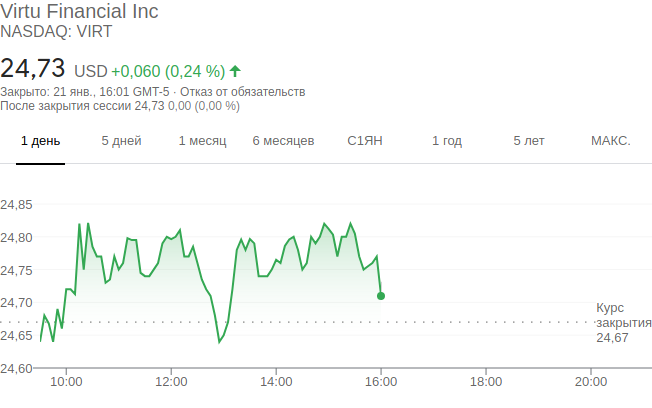 Virtu Financial Inc
NASDAQ: VIRT
24,73 USD +0,060 (0,24 %)
Закрыто: 21 янв., 16:01 GMT-5 · Отказ от обязательств
После закрытия сессии 24,73 0,00 (0,00 %)
1 день 5 дней 1 месяц 6 месяцев С1ЯН 1 год 5 лет МАКС.
24,85
24,80
24,75
24,70
24,65
24,60
Курс
закрытия
24,67
10:00 12:00 14:00 16:00 18:00 20:00